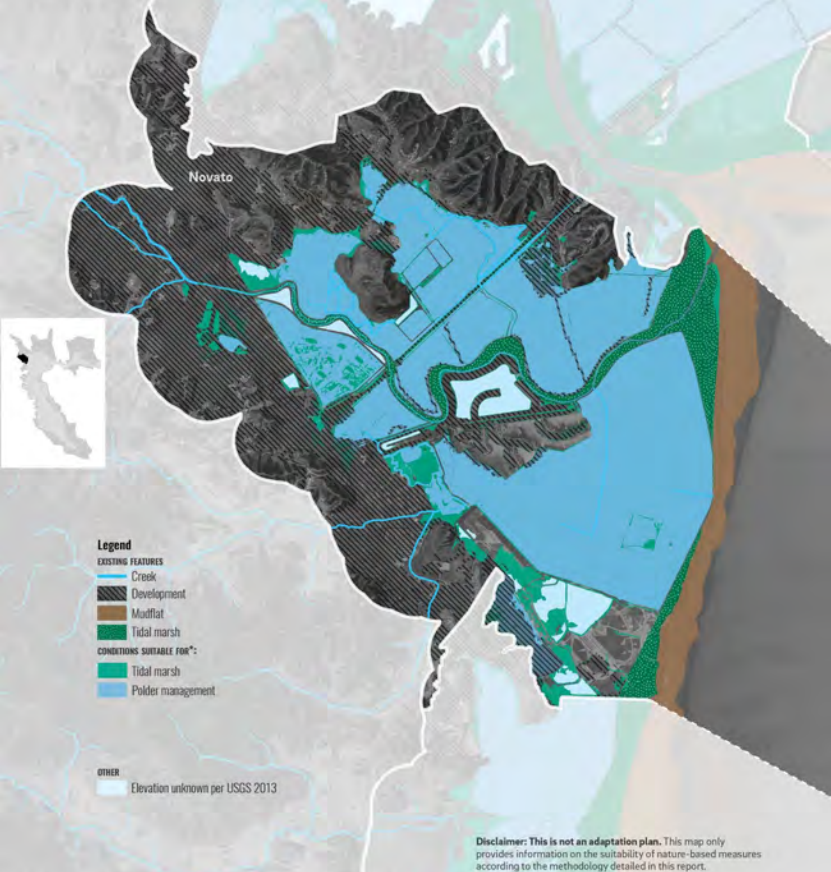 Novato
Legend
EXISTING FEATURES
Creek
Development
Mudflat
Tidal marsh
CONDITIONS SUITABLE FOR*:
Tidal marsh
Polder management
OTHER
Elevation unknown per USGS 2013
Disclaimer: This is not an adaptation plan. This map only
provides information on the suitability of nature-based measures
according to the methodology detailed in this report.